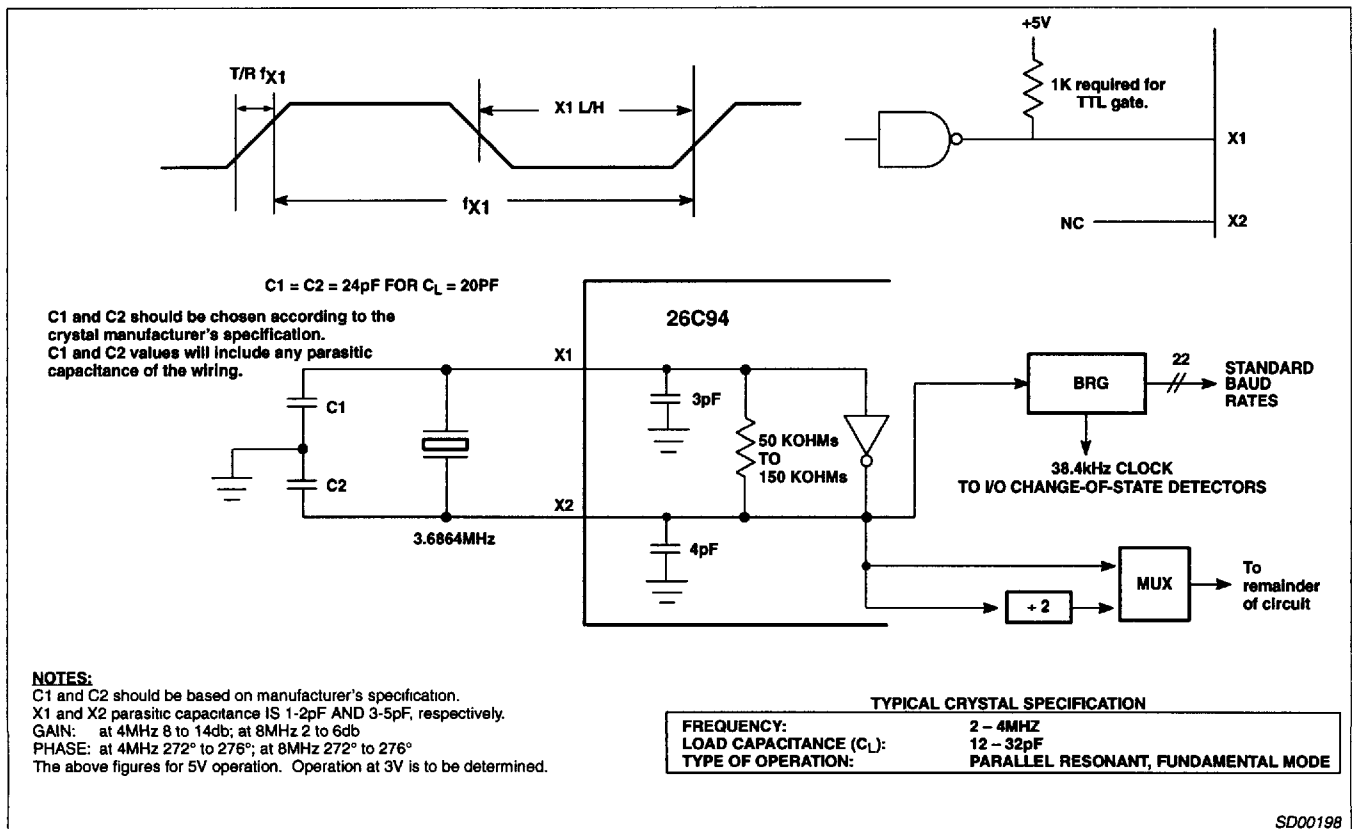 T/R fX1
X1 L/H
fX1
+5V
1K required for
TTL gate.
X1
NC
X2
C1 = C2 = 24pF FOR CL = 20PF
C1 and C2 should be chosen according to the
crystal manufacturer's specification.
C1 and C2 values will include any parasitic
capacitance of the wiring.
26C94
X1
C1
C2
X2
3.6864MHz
3pF
50 KOHMs
TO
150 KOHMs
4pF
BRG
22
STANDARD
BAUD
RATES
38.4kHz CLOCK
TO I/O CHANGE-OF-STATE DETECTORS
MUX
÷ 2
To
remainder
of circuit
NOTES:
C1 and C2 should be based on manufacturer's specification.
X1 and X2 parasitic capacitance IS 1-2pF AND 3-5pF, respectively.
GAIN: at 4MHz 8 to 14db; at 8MHz 2 to 6db
PHASE: at 4MHz 272° to 276°; at 8MHz 272° to 276°
The above figures for 5V operation. Operation at 3V is to be determined.
TYPICAL CRYSTAL SPECIFICATION
FREQUENCY: 2 – 4MHZ
LOAD CAPACITANCE (CL): 12 – 32pF
TYPE OF OPERATION: PARALLEL RESONANT, FUNDAMENTAL MODE
SD00198